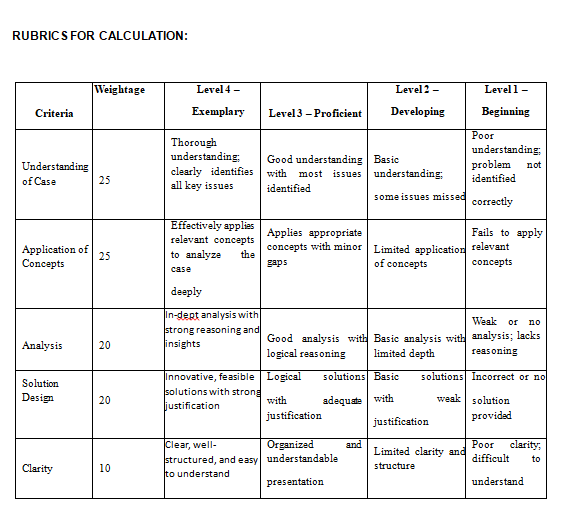 RUBRICS FOR CALCULATION:
Criteria
Weightage
Level 4 –
Exemplary
Level 3 – Proficient
Level 2 –
Developing
Level 1 –
Beginning
Understanding
of Case
25
Thorough
understanding;
clearly identifies
all key issues
Good understanding
with most issues
identified
Basic
understanding;
some issues missed
Poor
understanding;
problem not
identified
correctly
Application of
Concepts
25
Effectively applies
relevant concepts
to analyze the
case
deeply
Applies appropriate
concepts with minor
gaps
Limited application
of concepts
Fails to apply
relevant
concepts
Analysis
20
In-dept analysis with
strong reasoning and
insights
Good analysis with
logical reasoning
Basic analysis with
limited depth
Weak or no
analysis; lacks
reasoning
Solution
Design
20
Innovative, feasible
solutions with strong
justification
Logical solutions
with adequate
justification
Basic solutions
with weak
justification
Incorrect or no
solution
provided
Clarity
10
Clear, well-
structured, and easy
to understand
Organized and
understandable
presentation
Limited clarity and
structure
Poor clarity;
difficult to
understand